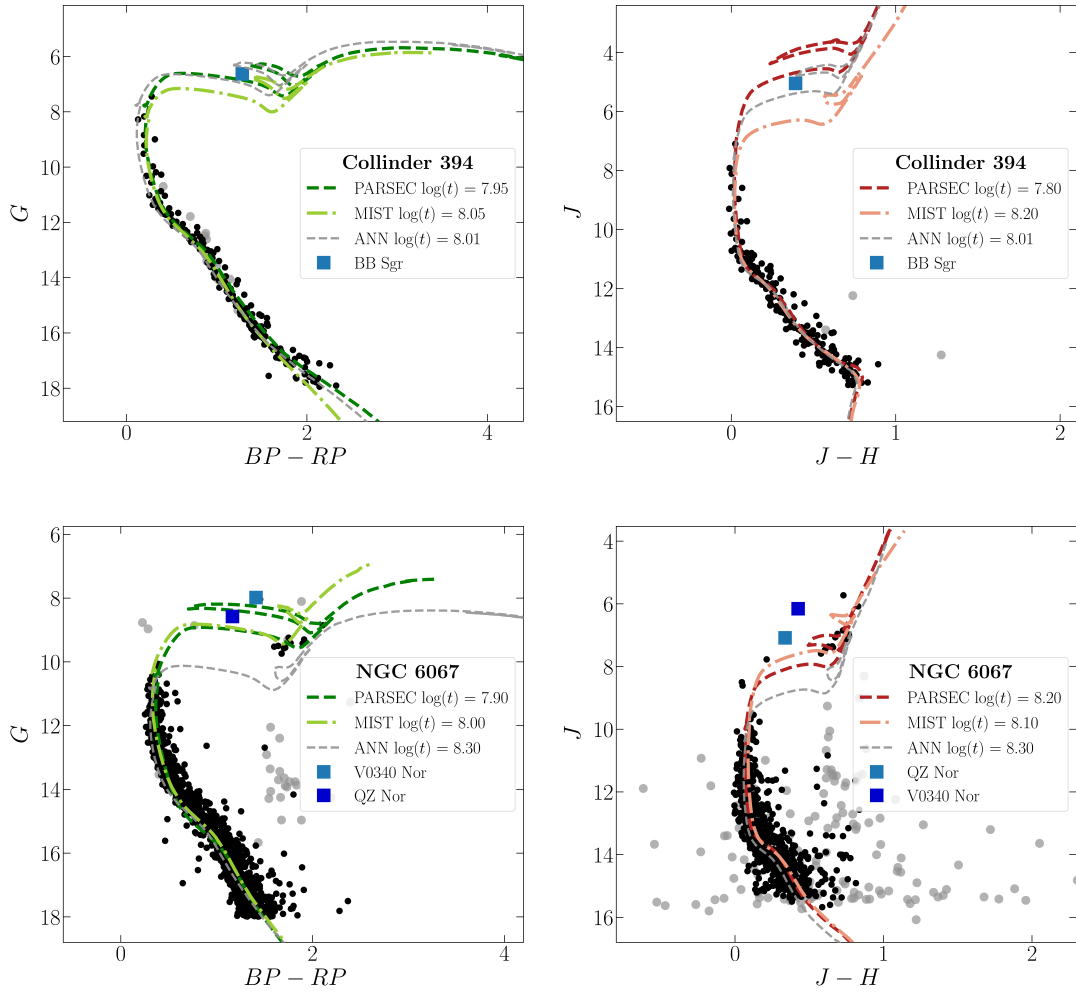 6
8
10
12
14
16
18
G
0
2
4
BP − RP
Collinder 394
PARSEC log(t) = 7.95
MIST log(t) = 8.05
ANN log(t) = 8.01
BB Sgr
4
6
8
10
12
14
16
J
0
1
2
J − H
Collinder 394
PARSEC log(t) = 7.80
MIST log(t) = 8.20
ANN log(t) = 8.01
BB Sgr
6
8
10
12
14
16
18
G
0
2
4
BP − RP
NGC 6067
PARSEC log(t) = 7.90
MIST log(t) = 8.00
ANN log(t) = 8.30
V0340 Nor
QZ Nor
4
6
8
10
12
14
16
J
0
1
2
J − H
NGC 6067
PARSEC log(t) = 8.20
MIST log(t) = 8.10
ANN log(t) = 8.30
QZ Nor
V0340 Nor